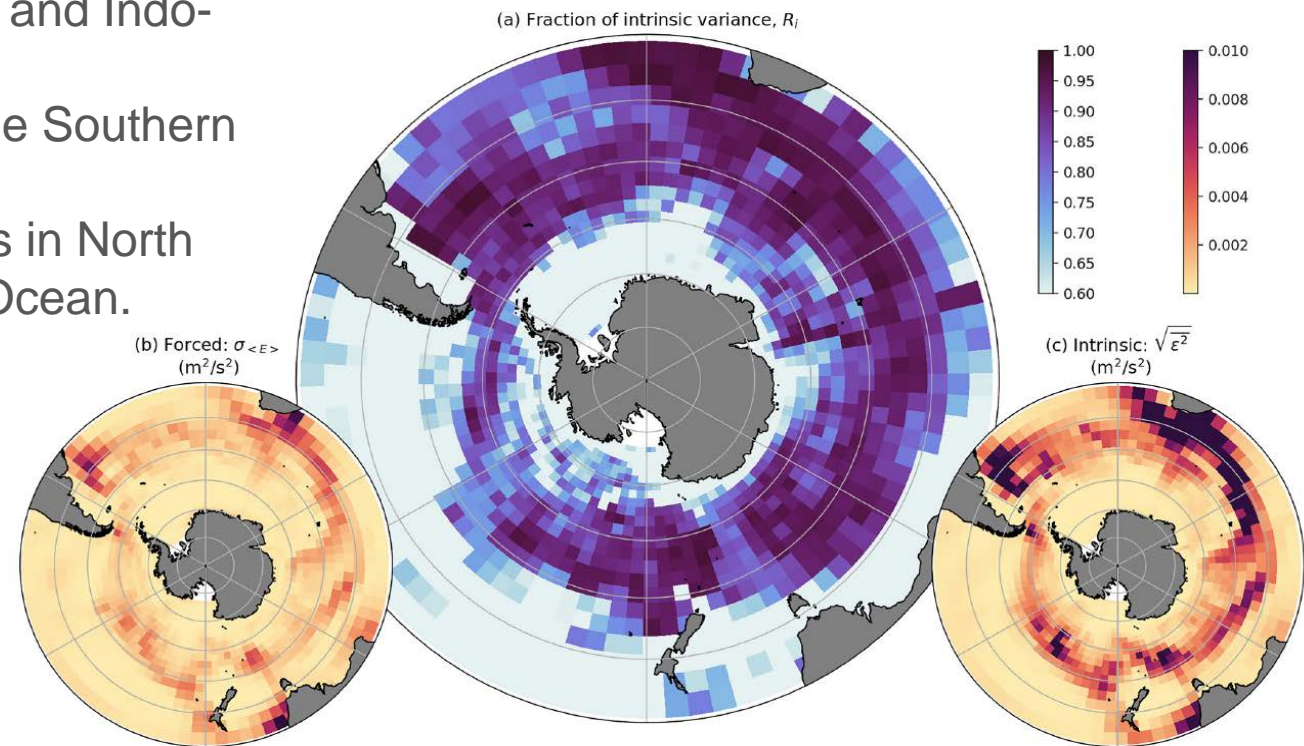 and Indo-
e Southern
s in North
Ocean.
(a) Fraction of intrinsic variance, Rᵢ
1.00
0.95
0.90
0.85
0.80
0.75
0.70
0.65
0.60
0.010
0.008
0.006
0.004
0.002
(b) Forced: σ_{<E>}
(m²/s²)
(c) Intrinsic: √\overline{ε²}
(m²/s²)